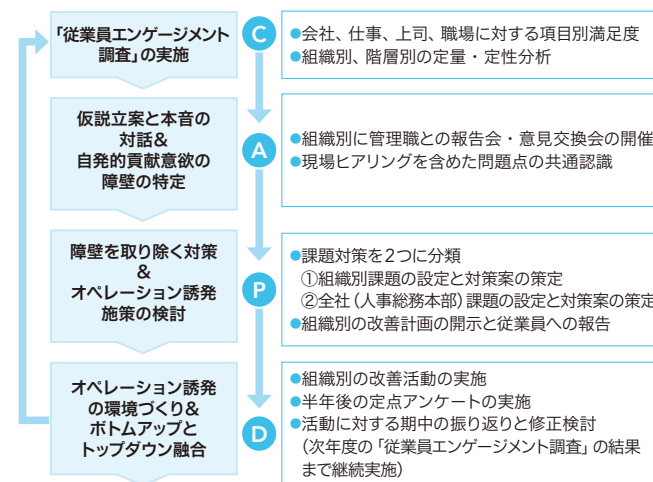 「従業員エンゲージメント
調査」の実施
C
●会社、仕事、上司、職場に対する項目別満足度
●組織別、階層別の定量・定性分析
仮説立案と本音の
対話＆
自発的貢献意欲の
障壁の特定
A
●組織別に管理職との報告会・意見交換会の開催
●現場ヒアリングを含めた問題点の共通認識
障壁を取り除く対策
＆
オペレーション誘発
施策の検討
P
●課題対策を2つに分類
①組織別課題の設定と対策案の策定
②全社（人事総務本部）課題の設定と対策案の策定
●組織別の改善計画の開示と従業員への報告
オペレーション誘発
の環境づくり＆
ボトムアップと
トップダウン融合
D
●組織別の改善活動の実施
●半年後の定点アンケートの実施
●活動に対する期中の振り返りと修正検討
（次年度の「従業員エンゲージメント調査」の結果
まで継続実施）